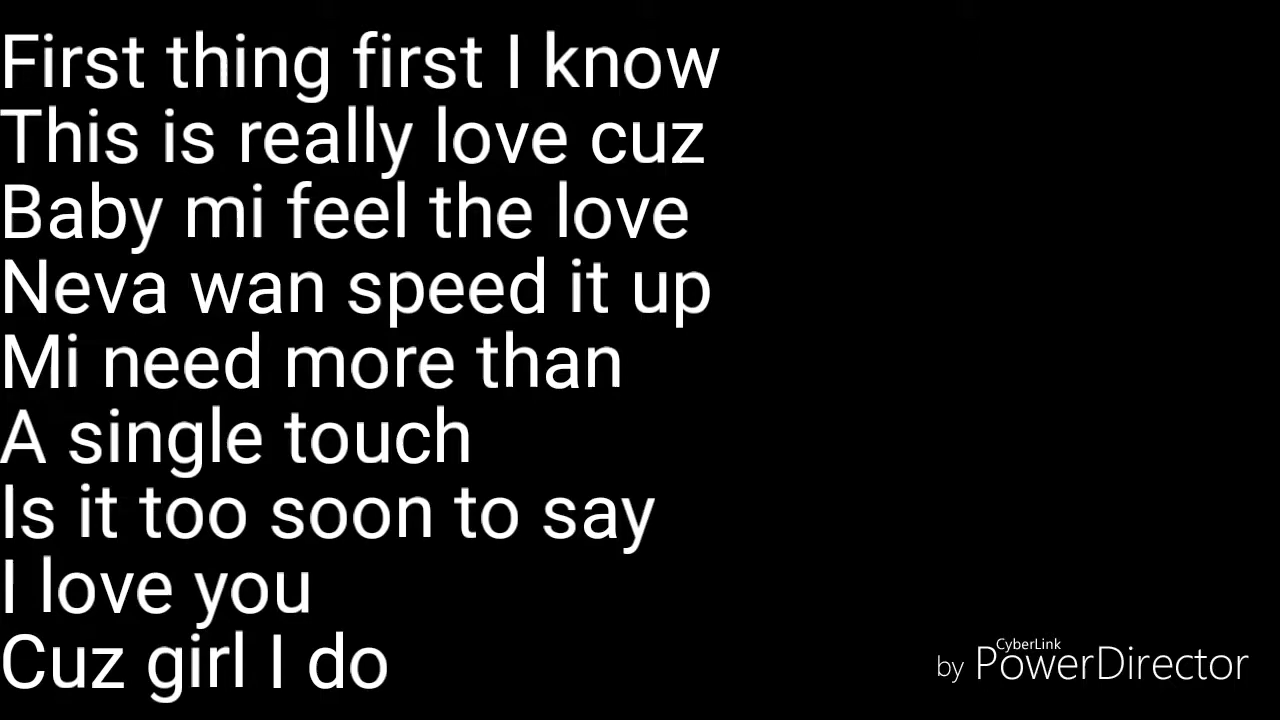 First thing first I know
This is really love cuz
Baby mi feel the love
Neva wan speed it up
Mi need more than
A single touch
Is it too soon to say
I love you
Cuz girl I do
CyberLink
by PowerDirector